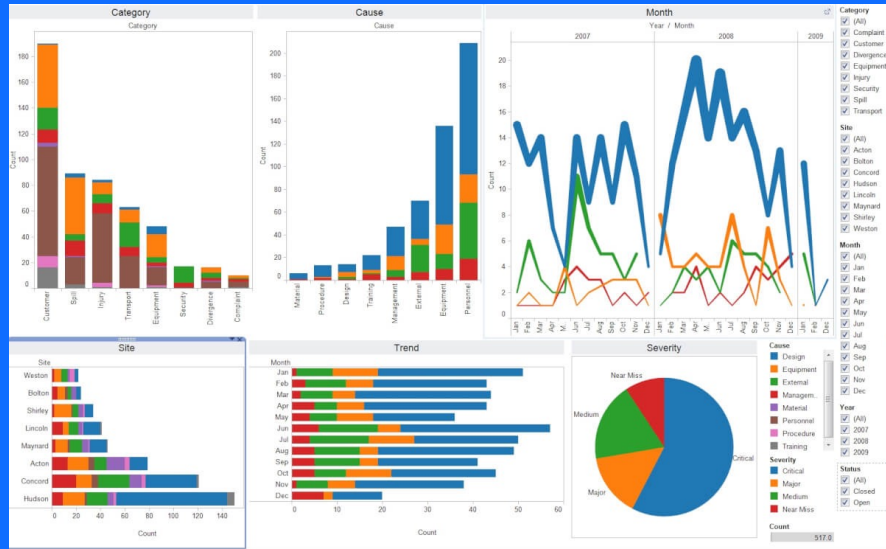 Category
Category
Count
180
160
140
120
100
80
60
40
20
0
Customer
Spill
Injury
Transport
Equipment
Security
Divergence
Complaint
Cause
Cause
Count
200
180
160
140
120
100
80
60
40
20
0
Material
Procedure
Design
Training
Management
External
Equipment
Personnel
Month
Year / Month
2007 2008 2009
Count
20
18
16
14
12
10
8
6
4
2
0
Jan Feb Mar Apr M.. Jun Jul Aug Sep Oct Nov Dec Jan Feb Mar Apr May Jun Jul Aug Sep Oct Nov Dec Jan Feb Mar
Category
(All)
Complaint
Customer
Divergence
Equipment
Injury
Security
Spill
Transport
Site
(All)
Acton
Bolton
Concord
Hudson
Lincoln
Maynard
Shirley
Weston
Month
(All)
Jan
Feb
Mar
Apr
May
Jun
Jul
Aug
Sep
Oct
Nov
Dec
Year
(All)
2007
2008
2009
Status
(All)
Closed
Open
Site
Site
Weston
Bolton
Shirley
Lincoln
Maynard
Acton
Concord
Hudson
0 20 40 60 80 100 120 140
Count
Trend
Month
Jan
Feb
Mar
Apr
May
Jun
Jul
Aug
Sep
Oct
Nov
Dec
0 10 20 30 40 50 60
Count
Severity
Near Miss
Medium
Major
Critical
Cause
Design
Equipment
External
Managem..
Material
Personnel
Procedure
Training
Severity
Critical
Major
Medium
Near Miss
Count
517.0